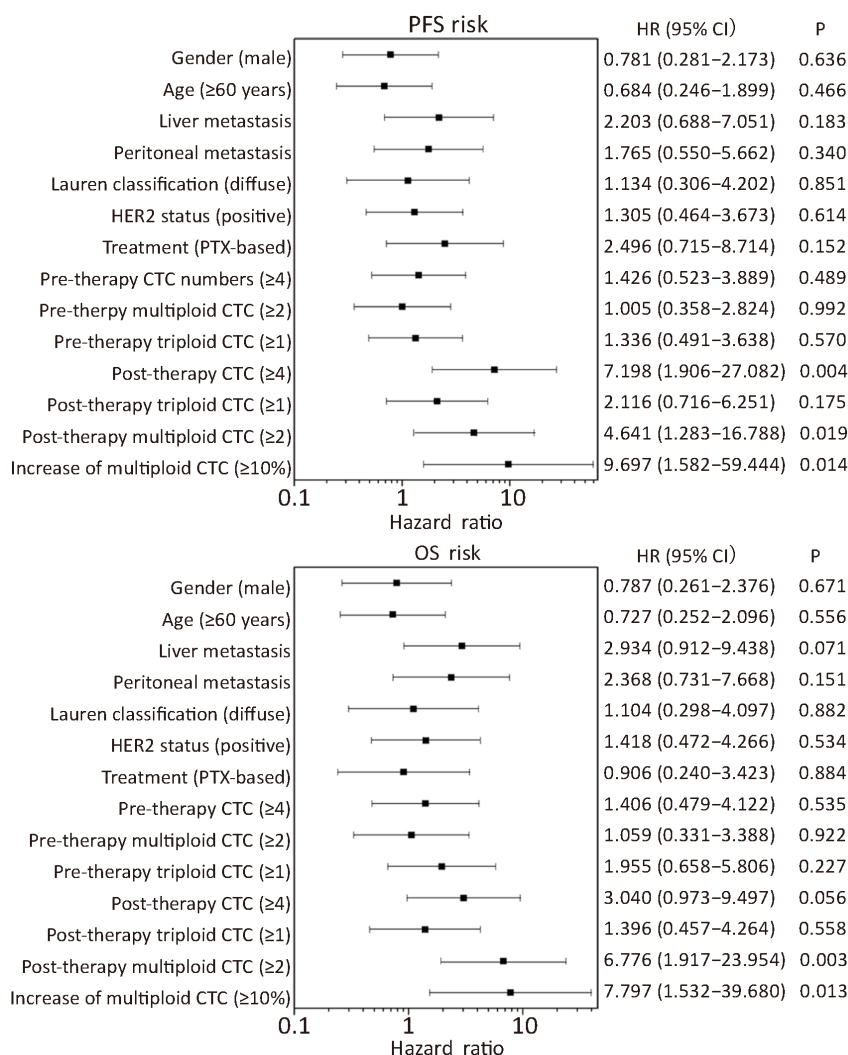 PFS risk HR (95% CI) P
Gender (male) 0.781 (0.281–2.173) 0.636
Age (≥60 years) 0.684 (0.246–1.899) 0.466
Liver metastasis 2.203 (0.688–7.051) 0.183
Peritoneal metastasis 1.765 (0.550–5.662) 0.340
Lauren classification (diffuse) 1.134 (0.306–4.202) 0.851
HER2 status (positive) 1.305 (0.464–3.673) 0.614
Treatment (PTX-based) 2.496 (0.715–8.714) 0.152
Pre-therapy CTC numbers (≥4) 1.426 (0.523–3.889) 0.489
Pre-therpy multiploid CTC (≥2) 1.005 (0.358–2.824) 0.992
Pre-therapy triploid CTC (≥1) 1.336 (0.491–3.638) 0.570
Post-therapy CTC (≥4) 7.198 (1.906–27.082) 0.004
Post-therapy triploid CTC (≥1) 2.116 (0.716–6.251) 0.175
Post-therapy multiploid CTC (≥2) 4.641 (1.283–16.788) 0.019
Increase of multiploid CTC (≥10%) 9.697 (1.582–59.444) 0.014
0.1 1 10
Hazard ratio
OS risk HR (95% CI) P
Gender (male) 0.787 (0.261–2.376) 0.671
Age (≥60 years) 0.727 (0.252–2.096) 0.556
Liver metastasis 2.934 (0.912–9.438) 0.071
Peritoneal metastasis 2.368 (0.731–7.668) 0.151
Lauren classification (diffuse) 1.104 (0.298–4.097) 0.882
HER2 status (positive) 1.418 (0.472–4.266) 0.534
Treatment (PTX-based) 0.906 (0.240–3.423) 0.884
Pre-therapy CTC (≥4) 1.406 (0.479–4.122) 0.535
Pre-therapy multiploid CTC (≥2) 1.059 (0.331–3.388) 0.922
Pre-therapy triploid CTC (≥1) 1.955 (0.658–5.806) 0.227
Post-therapy CTC (≥4) 3.040 (0.973–9.497) 0.056
Post-therapy triploid CTC (≥1) 1.396 (0.457–4.264) 0.558
Post-therapy multiploid CTC (≥2) 6.776 (1.917–23.954) 0.003
Increase of multiploid CTC (≥10%) 7.797 (1.532–39.680) 0.013
0.1 1 10
Hazard ratio